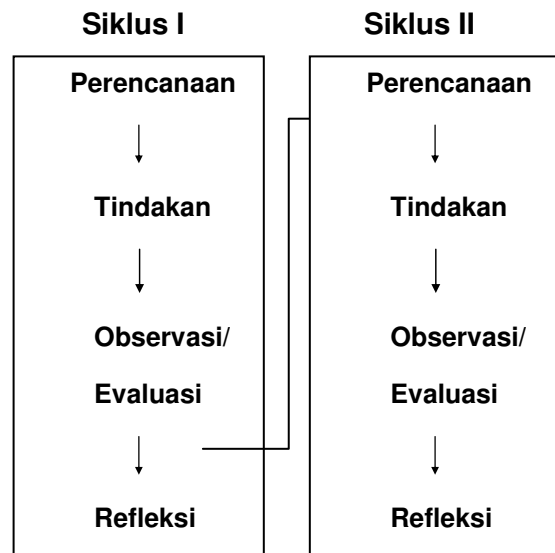 Siklus I
Perencanaan
Tindakan
Observasi/
Evaluasi
Refleksi
Siklus II
Perencanaan
Tindakan
Observasi/
Evaluasi
Refleksi